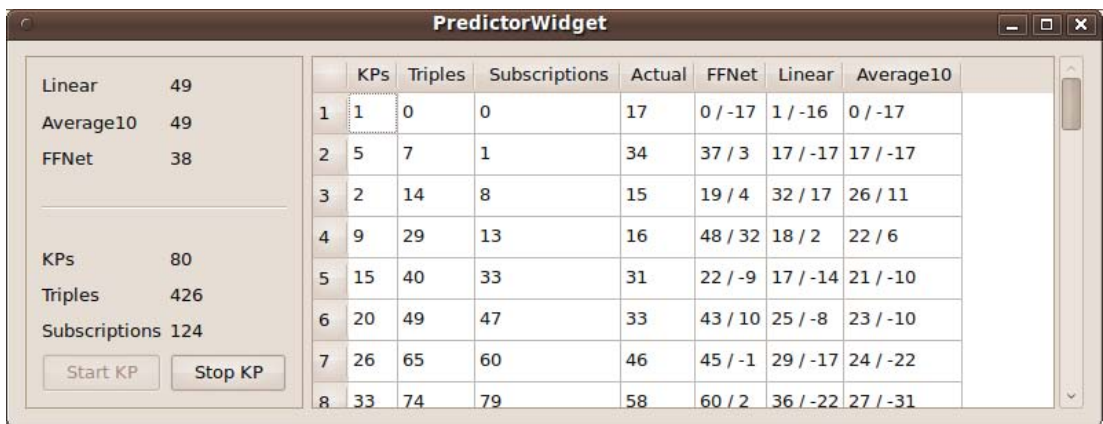 PredictorWidget
Linear 49
Average10 49
FFNet 38
KPs 80
Triples 426
Subscriptions 124
Start KP Stop KP
KPs Triples Subscriptions Actual FFNet Linear Average10
1 1 0 0 17 0 / -17 1 / -16 0 / -17
2 5 7 1 34 37 / 3 17 / -17 17 / -17
3 2 14 8 15 19 / 4 32 / 17 26 / 11
4 9 29 13 16 48 / 32 18 / 2 22 / 6
5 15 40 33 31 22 / -9 17 / -14 21 / -10
6 20 49 47 33 43 / 10 25 / -8 23 / -10
7 26 65 60 46 45 / -1 29 / -17 24 / -22
8 33 74 79 58 60 / 2 36 / -22 27 / -31